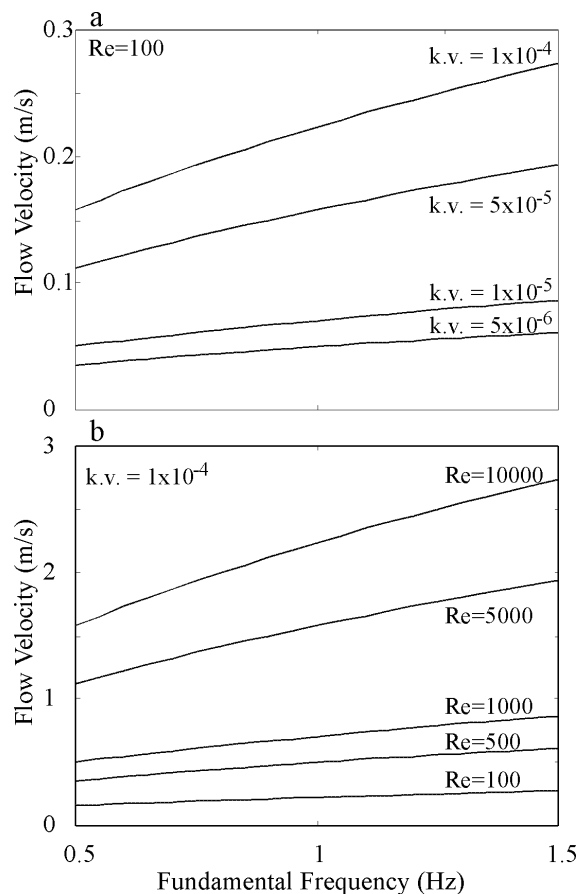 a
0.3
Re=100
k.v. = 1x10-4
0.2
k.v. = 5x10-5
0.1
k.v. = 1x10-5
k.v. = 5x10-6
0
Flow Velocity (m/s)
b
3
k.v. = 1x10-4
Re=10000
2
Re=5000
1
Re=1000
Re=500
Re=100
0
Flow Velocity (m/s)
0.5
1
1.5
Fundamental Frequency (Hz)